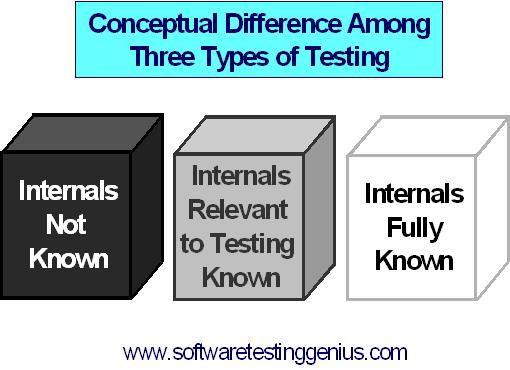 Conceptual Difference Among
Three Types of Testing
Internals
Not
Known
Internals
Relevant
to Testing
Known
Internals
Fully
Known
www.softwaretestinggenius.com